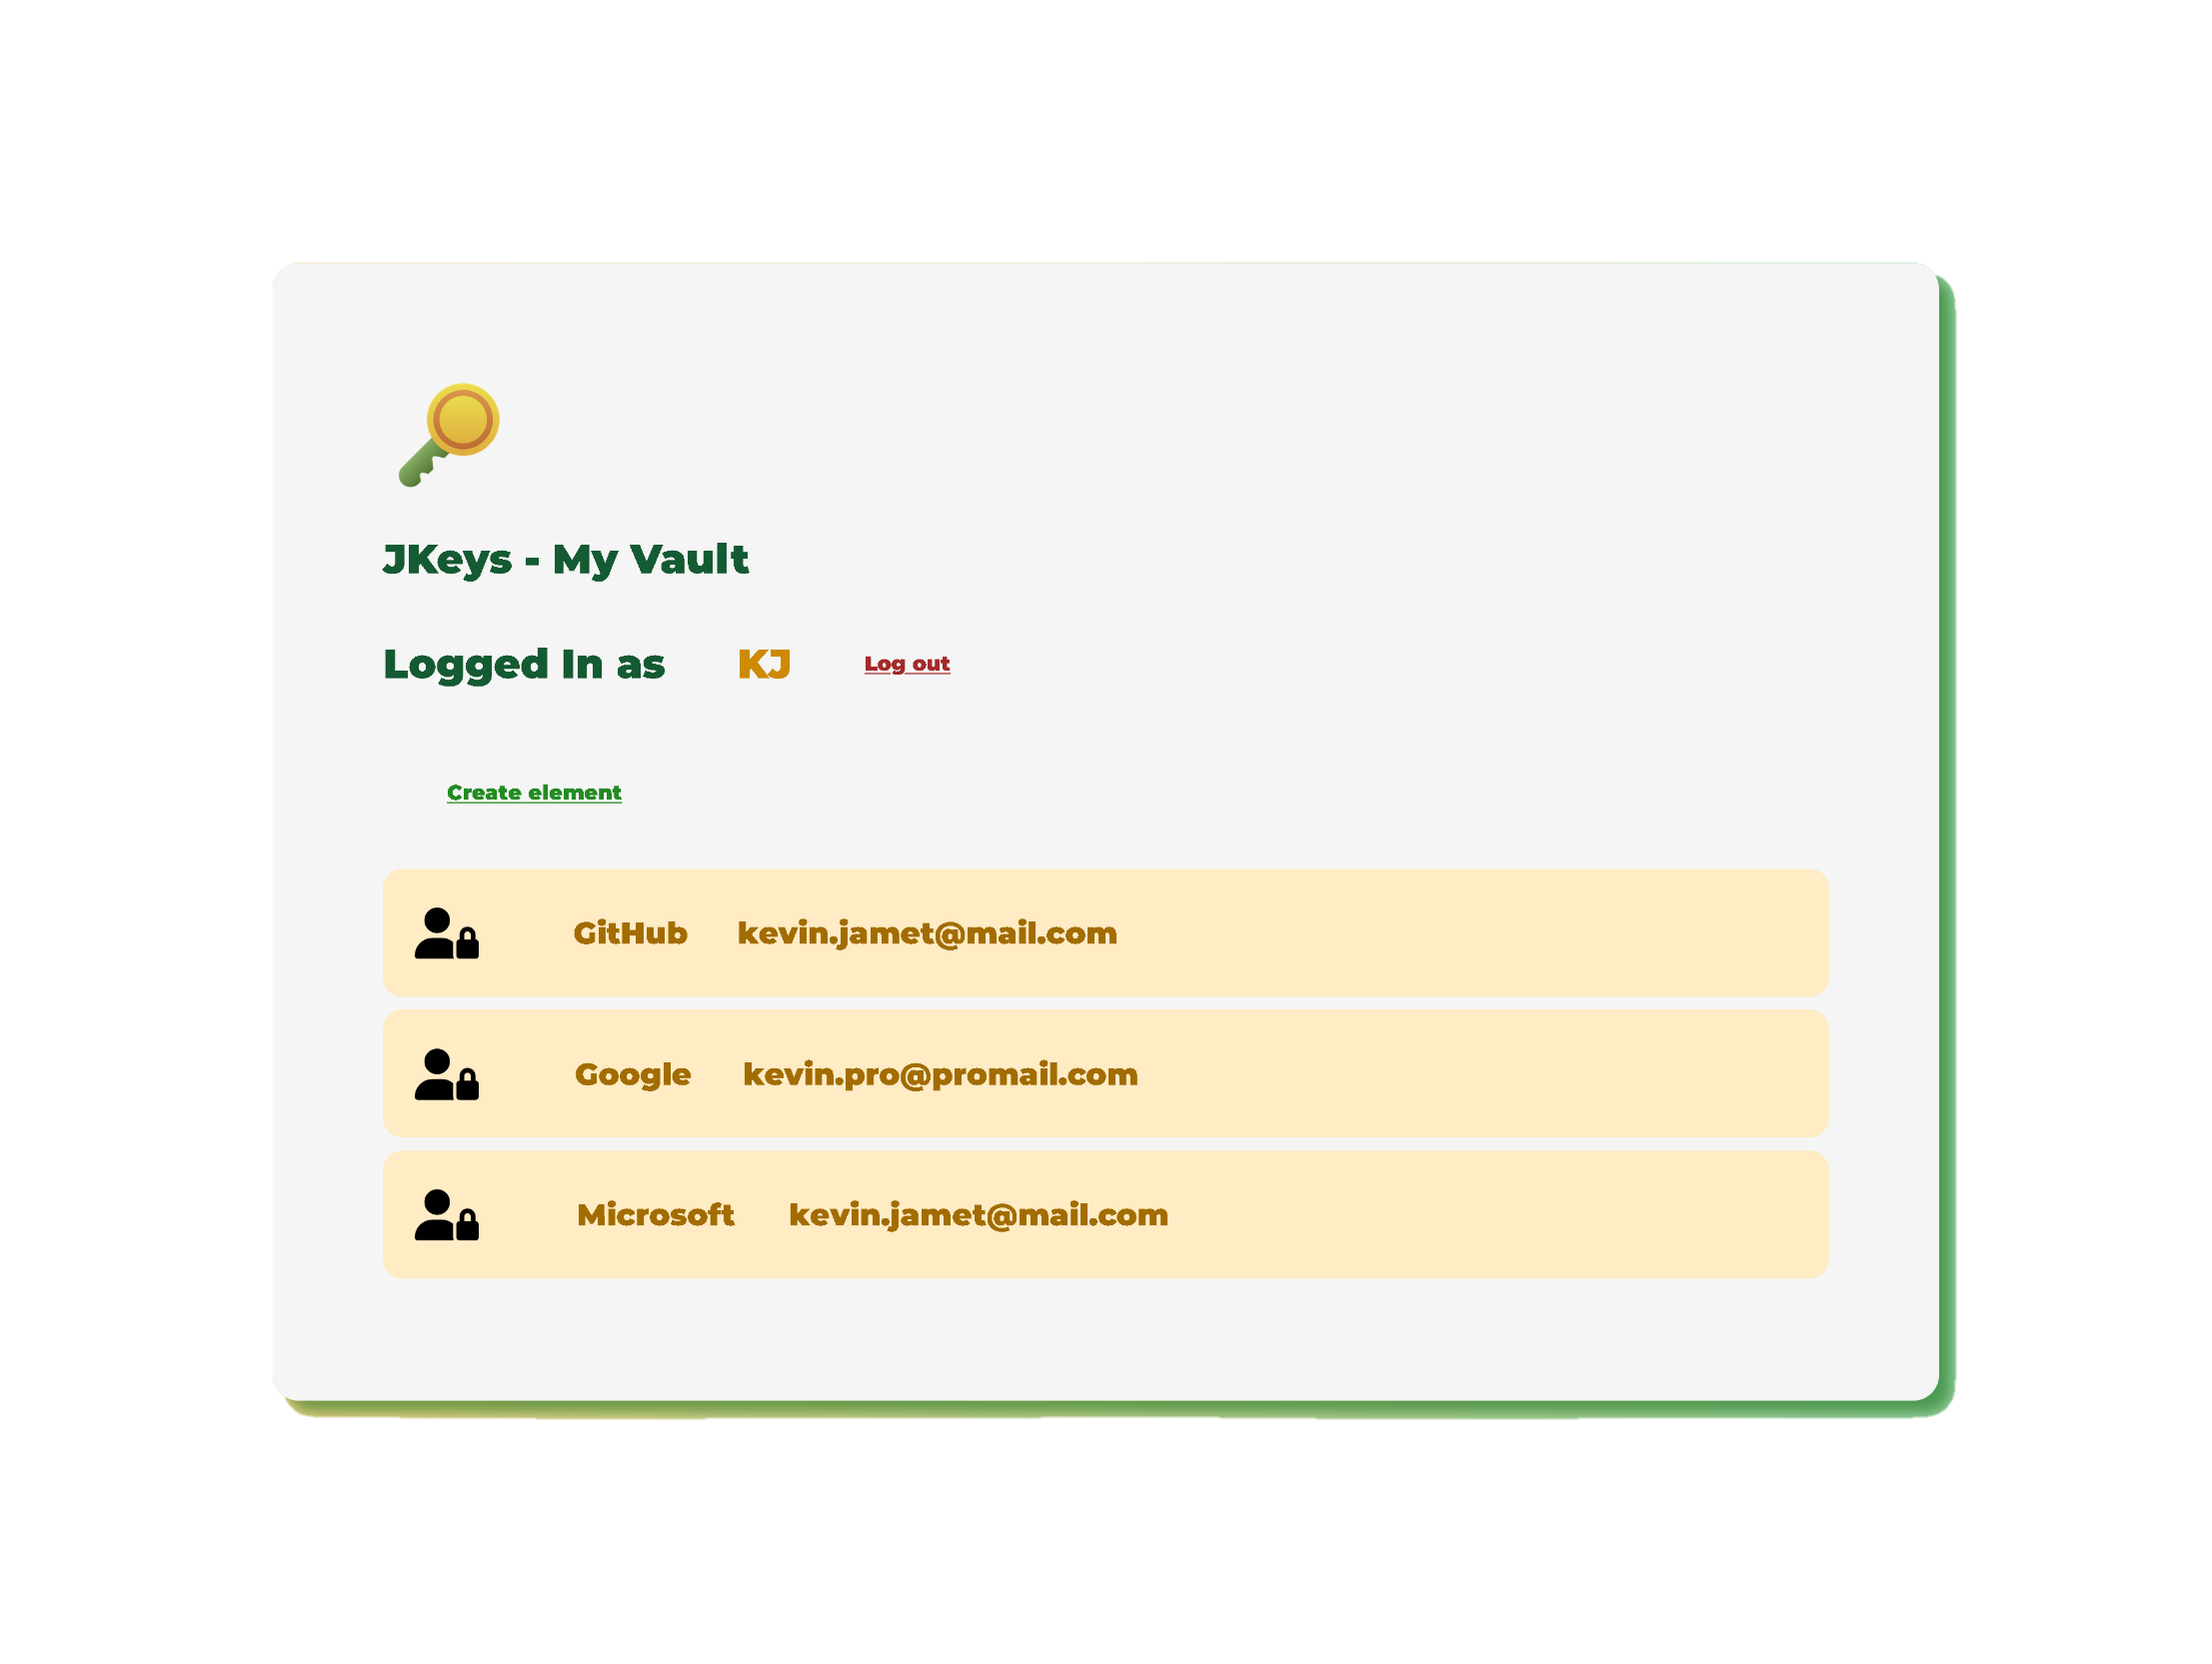 JKeys - My Vault
Logged In as KJ Log out
Create element
GitHub kevin.jamet@mail.com
Google kevin.pro@promail.com
Microsoft kevin.jamet@mail.com